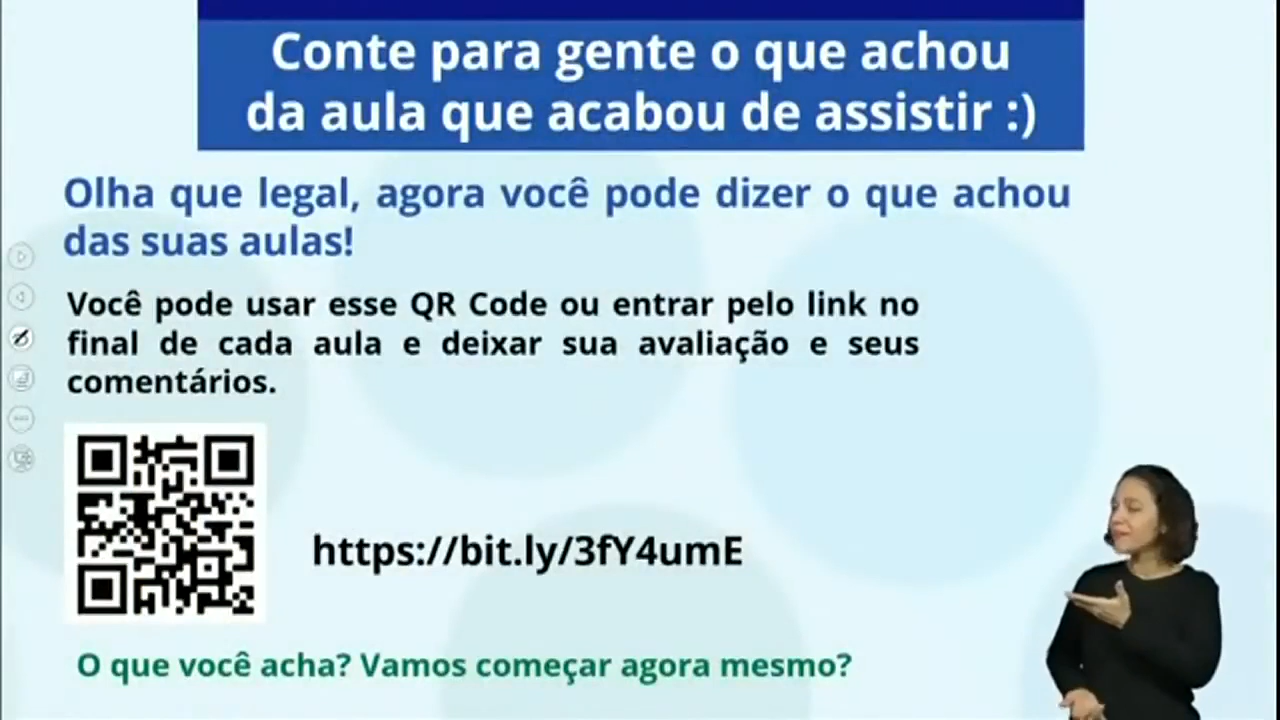 Conte para gente o que achou
da aula que acabou de assistir :)
Olha que legal, agora você pode dizer o que achou
das suas aulas!
Você pode usar esse QR Code ou entrar pelo link no
final de cada aula e deixar sua avaliação e seus
comentários.
https://bit.ly/3fY4umE
O que você acha? Vamos começar agora mesmo?